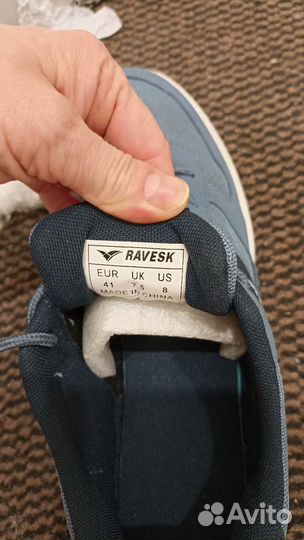 RAVESK
EUR UK US
41 7.5 8
MADE IN CHINA
Avito